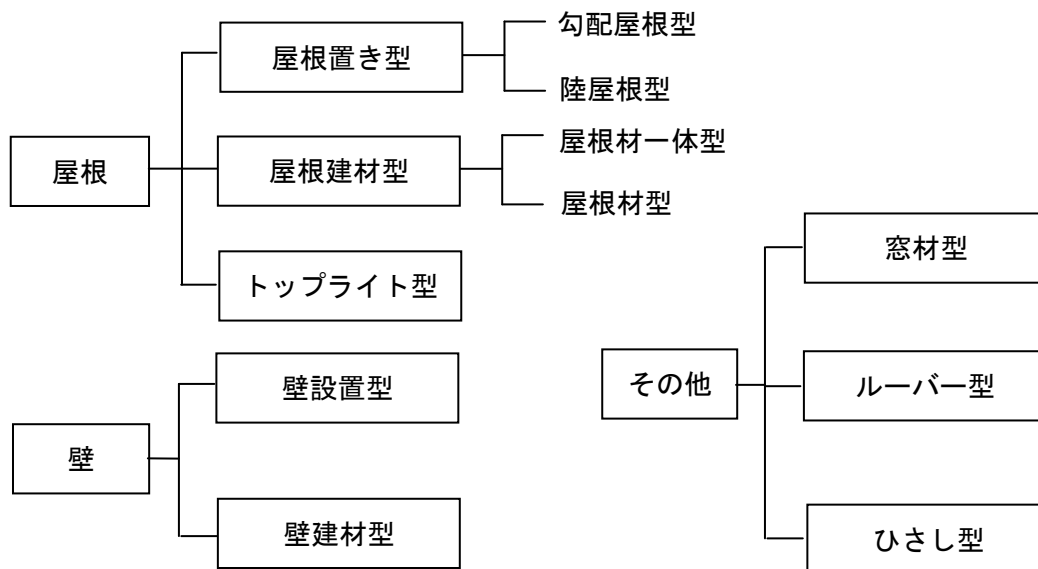 屋根
屋根置き型
勾配屋根型
陸屋根型
屋根建材型
屋根材一体型
屋根材型
トップライト型
壁
壁設置型
壁建材型
その他
窓材型
ルーバー型
ひさし型